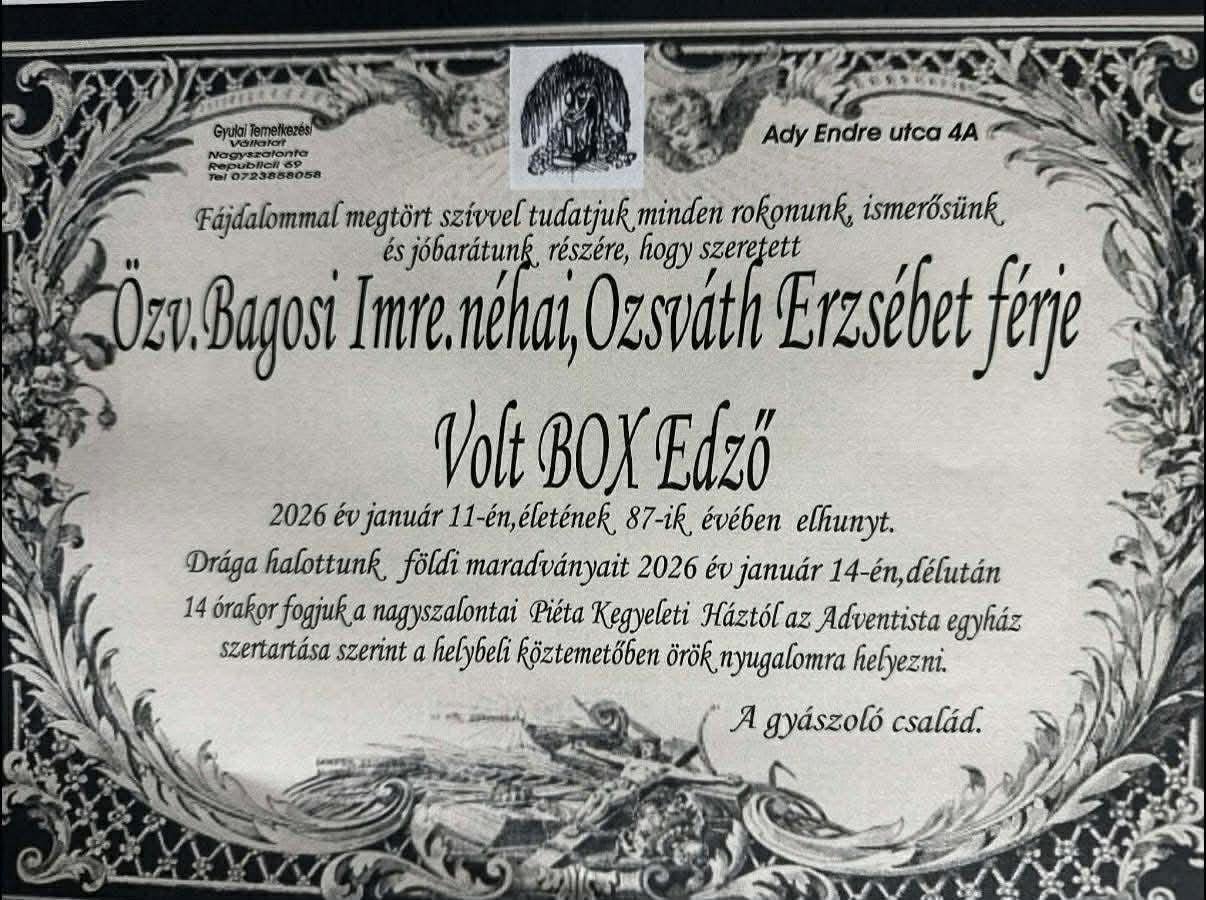 Gyulai Temetkezési
Vállalat
Nagyszalonta
Republicii 69
Tel 0723858058
Ady Endre utca 4A
Fájdalommal megtört szívvel tudatjuk minden rokonunk, ismerősünk
és jóbarátunk részére, hogy szeretett
Özv.Bagosi Imre.néhai,Ozsváth Erzsébet férje
Volt BOX Edző
2026 év január 11-én,életének 87-ik évében elhunyt.
Drága halottunk földi maradványait 2026 év január 14-én,délután
14 órakor fogjuk a nagyszalontai Piéta Kegyeleti Háztól az Adventista egyház
szertartása szerint a helybeli köztemetőben örök nyugalomra helyezni.
A gyászoló család.